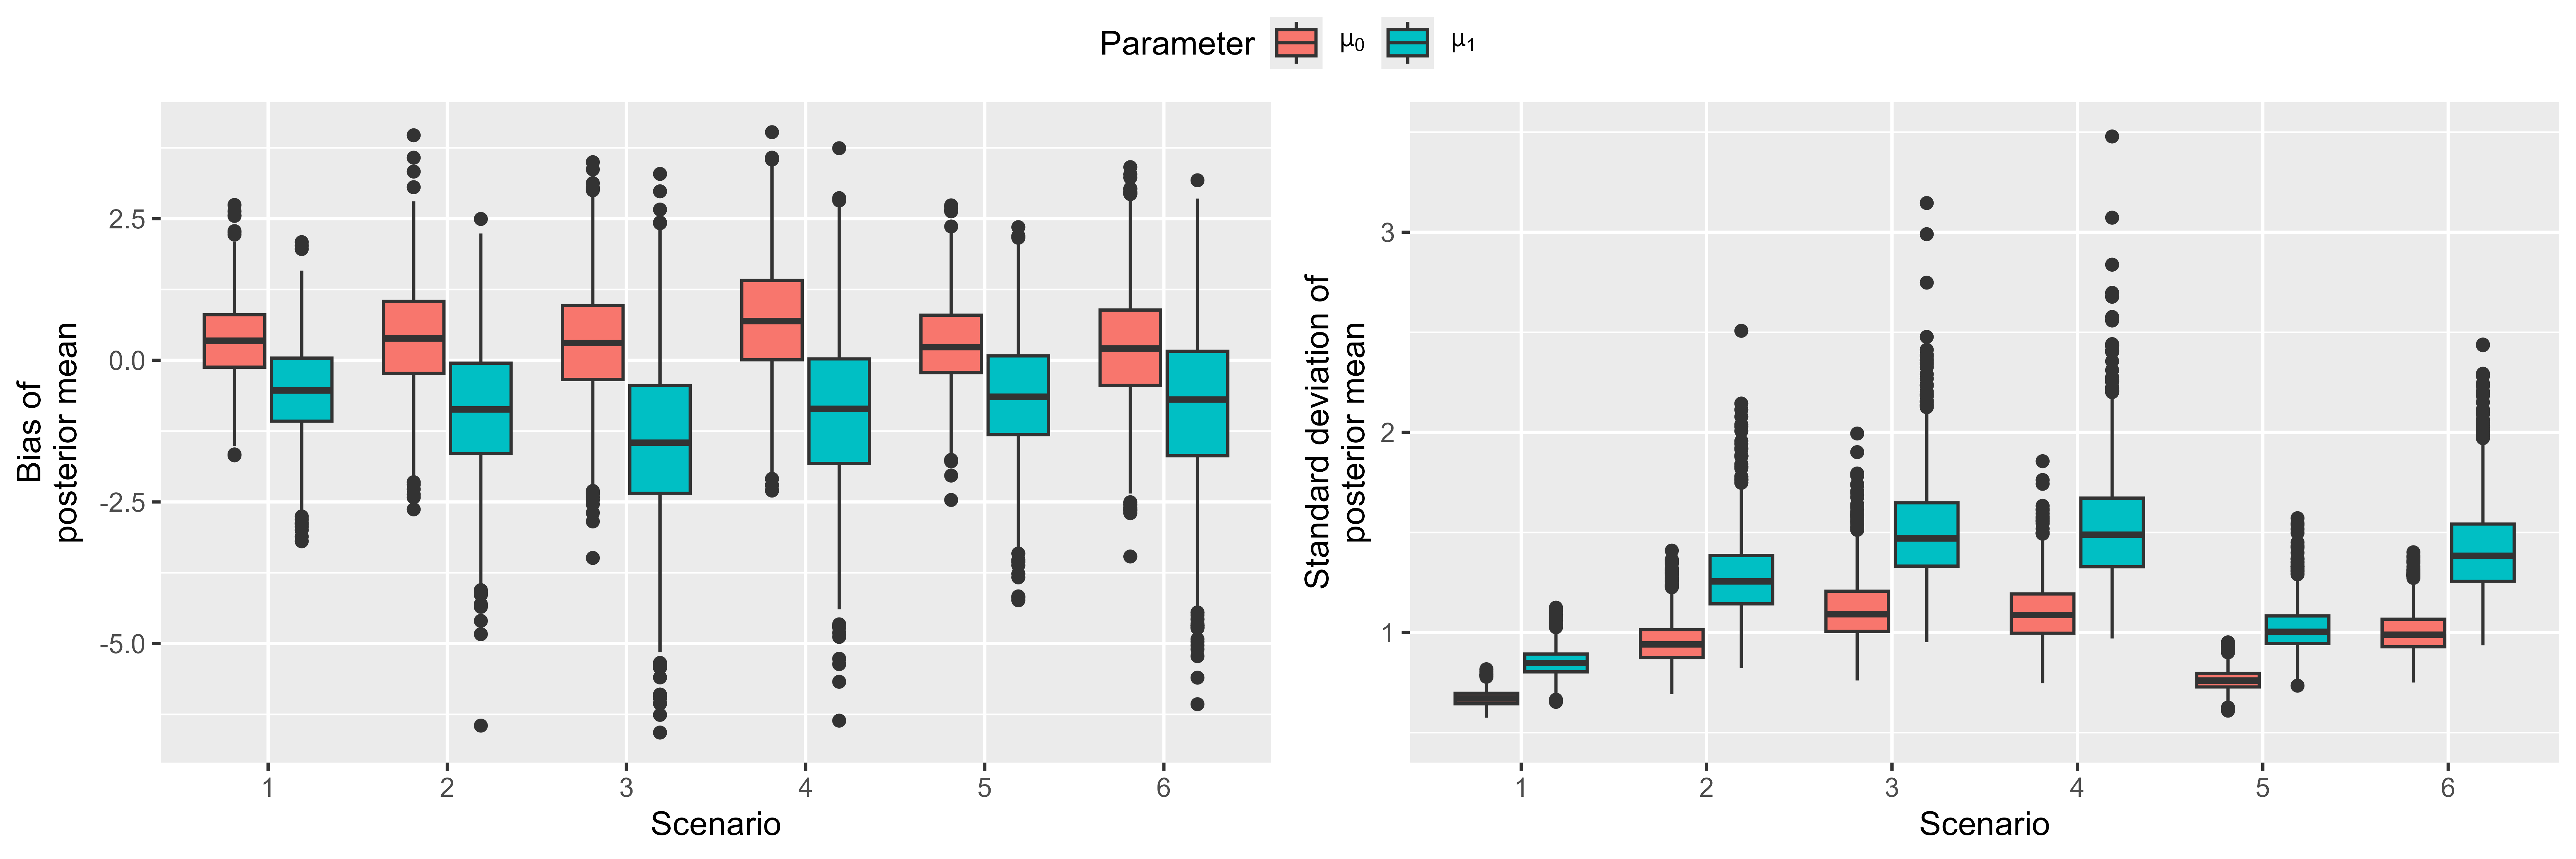 Parameter μ₀ μ₁
Bias of
posterior mean
2.5
0.0
-2.5
-5.0
1 2 3 4 5 6
Scenario
Standard deviation of
posterior mean
3
2
1
1 2 3 4 5 6
Scenario